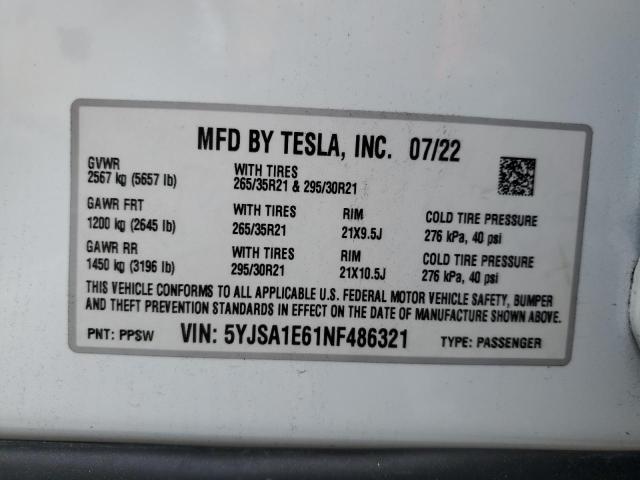 MFD BY TESLA, INC. 07/22
GVWR
2567 kg (5657 lb)
WITH TIRES
265/35R21 & 295/30R21
GAWR FRT
1200 kg (2645 lb)
WITH TIRES
265/35R21
RIM
21X9.5J
COLD TIRE PRESSURE
276 kPa, 40 psi
GAWR RR
1450 kg (3196 lb)
WITH TIRES
295/30R21
RIM
21X10.5J
COLD TIRE PRESSURE
276 kPa, 40 psi
THIS VEHICLE CONFORMS TO ALL APPLICABLE U.S. FEDERAL MOTOR VEHICLE SAFETY, BUMPER
AND THEFT PREVENTION STANDARDS IN EFFECT ON THE DATE OF MANUFACTURE SHOWN ABOVE.
PNT: PPSW VIN: 5YJSA1E61NF486321 TYPE: PASSENGER